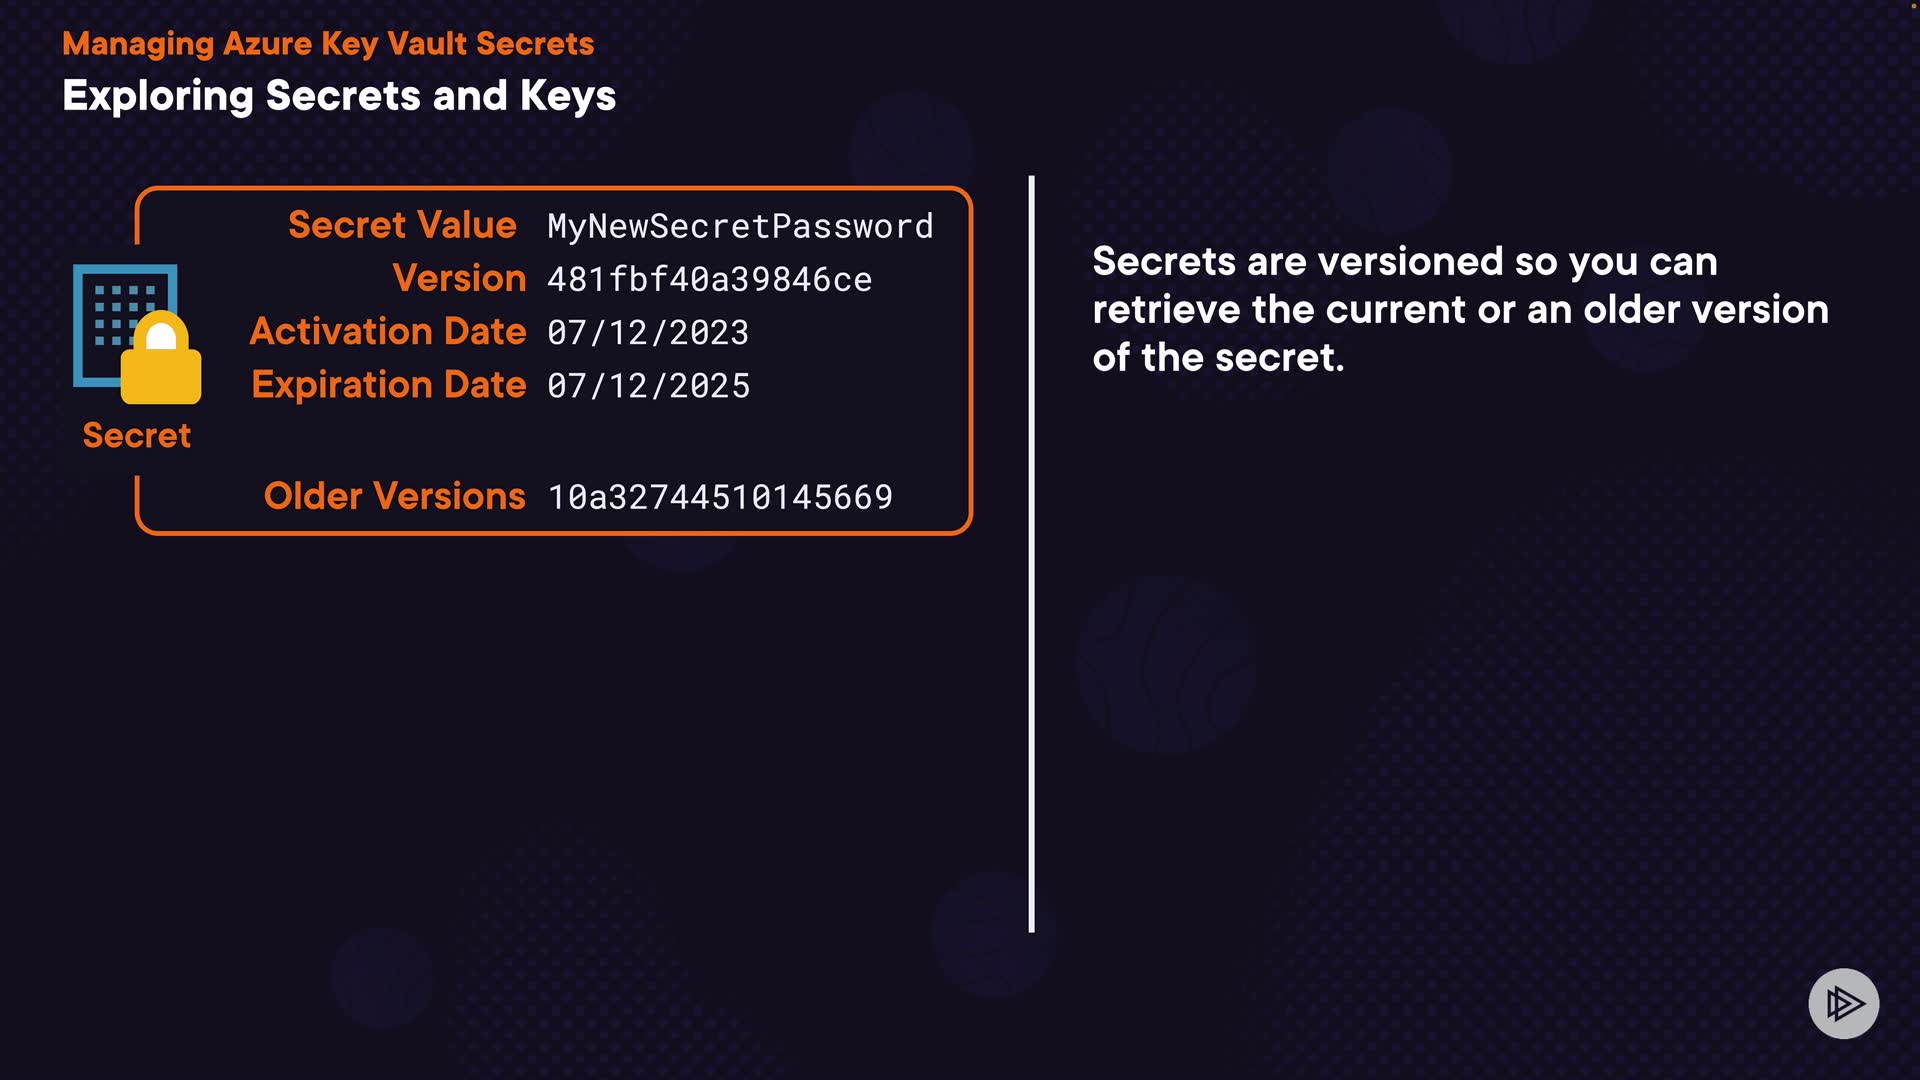 Managing Azure Key Vault Secrets
Exploring Secrets and Keys
Secret Value MyNewSecretPassword
Version 481fbf40a39846ce
Activation Date 07/12/2023
Expiration Date 07/12/2025
Secret
Older Versions 10a32744510145669
Secrets are versioned so you can
retrieve the current or an older version
of the secret.